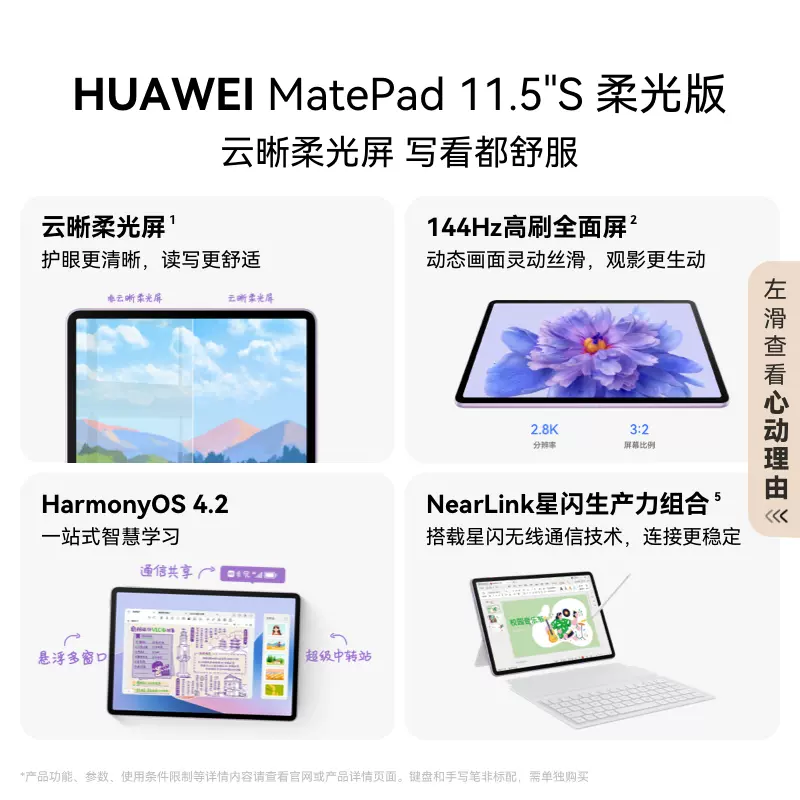 HUAWEI MatePad 11.5"S 柔光版
云晰柔光屏 写看都舒服
云晰柔光屏¹
护眼更清晰，读写更舒适
非云晰柔光屏
云晰柔光屏
144Hz高刷全面屏²
动态画面灵动丝滑，观影更生动
2.8K
分辨率
3:2
屏幕比例
左滑查看心动理由
HarmonyOS 4.2
一站式智慧学习
通信共享
悬浮多窗口
超级中转站
NearLink星闪生产力组合⁵
搭载星闪无线通信技术，连接更稳定
校园音乐节
*产品功能、参数、使用条件限制等详情内容请查看官网或产品详情页面。键盘和手写笔非标配，需单独购买